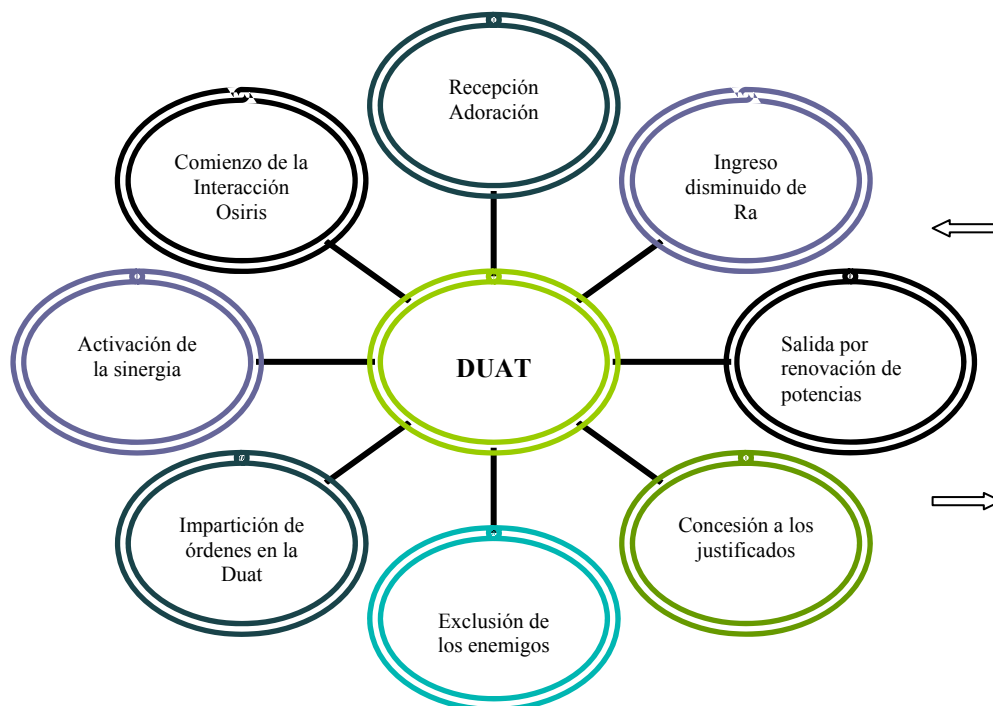 Recepción
Adoración
Comienzo de la
Interacción
Osiris
Ingreso
disminuido de
Ra
Activación de
la sinergia
DUAT
Salida por
renovación de
potencias
Impartición de
órdenes en la
Duat
Exclusión de
los enemigos
Concesión a los
justificados